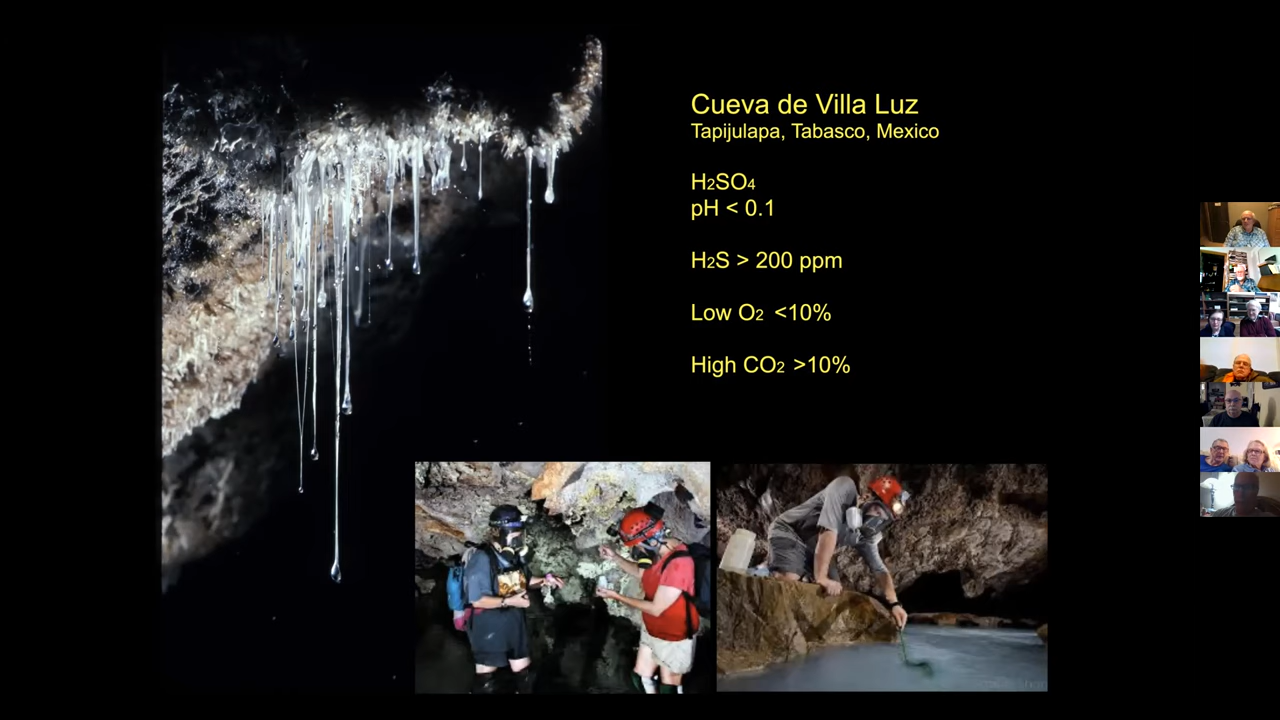 Cueva de Villa Luz
Tapijulapa, Tabasco, Mexico
H2SO4
pH < 0.1
H2S > 200 ppm
Low O2 <10%
High CO2 >10%